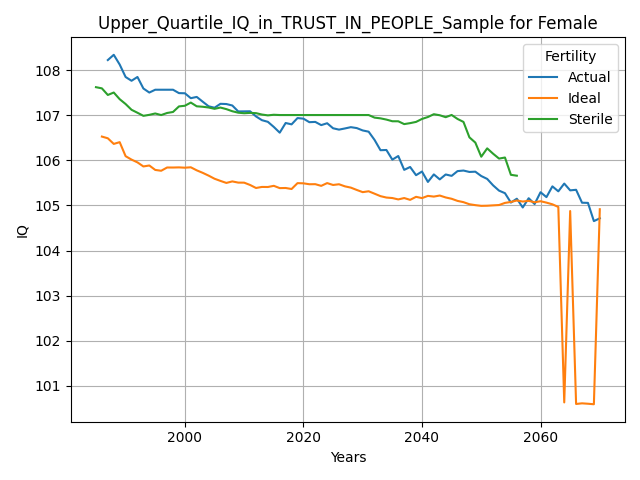 Upper_Quartile_IQ_in_TRUST_IN_PEOPLE_Sample for Female
Fertility
Actual
Ideal
Sterile
108
107
106
105
104
103
102
101
IQ
2000
2020
2040
2060
Years